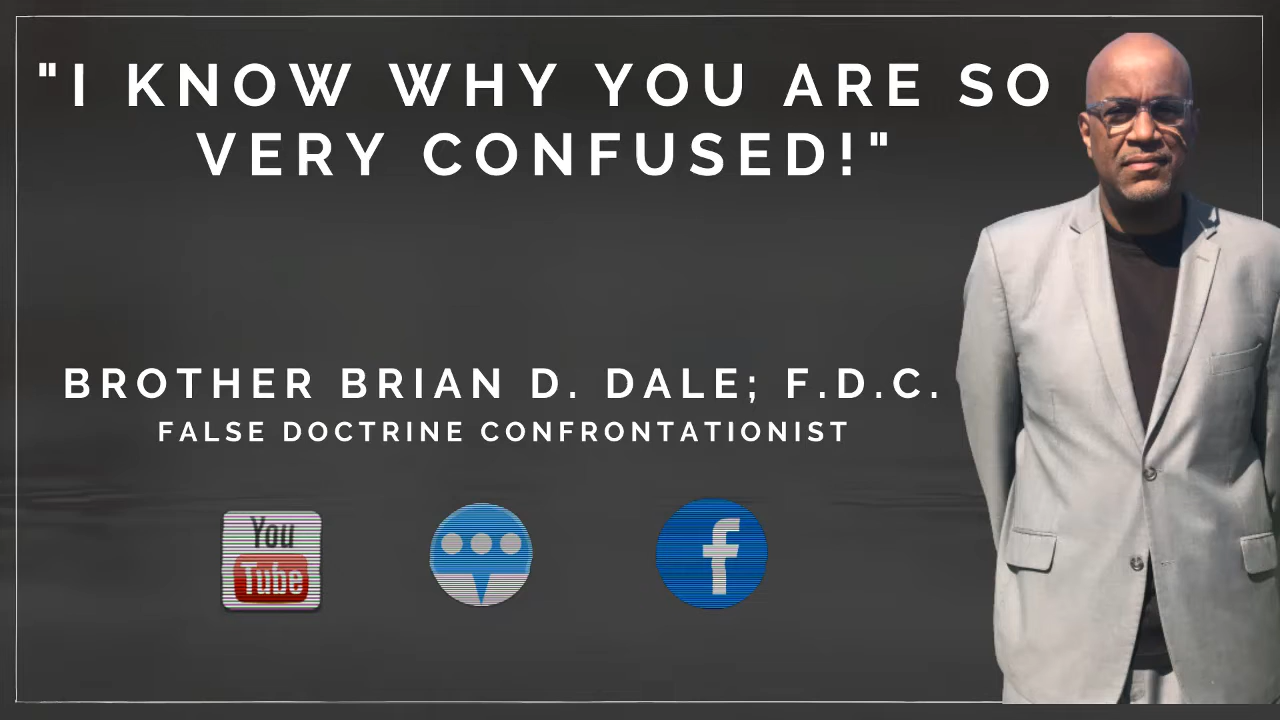 "I KNOW WHY YOU ARE SO
VERY CONFUSED!"
BROTHER BRIAN D. DALE; F.D.C.
FALSE DOCTRINE CONFRONTATIONIST
You
Tube
f